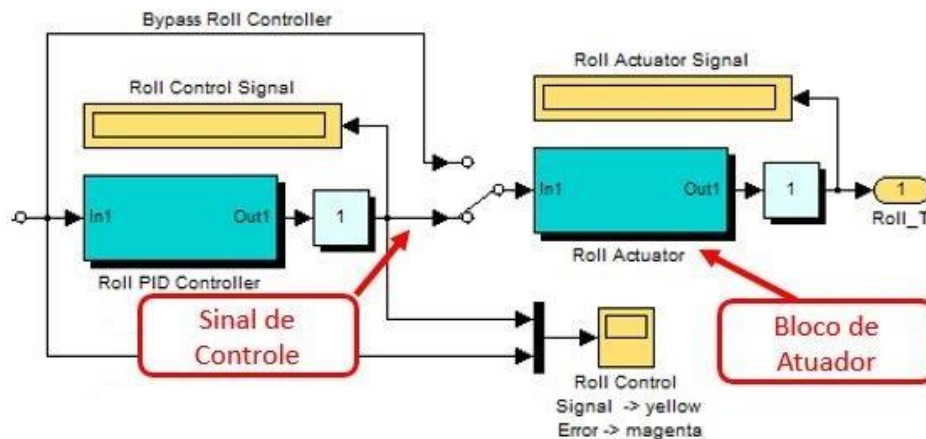 Bypass Roll Controller
Roll Control Signal
Roll Actuator Signal
In1
Out1
1
In1
Out1
1
1
Roll_T
Roll PID Controller
Roll Actuator
Sinal de
Controle
Bloco de
Atuador
Roll Control
Signal -> yellow
Error -> magenta